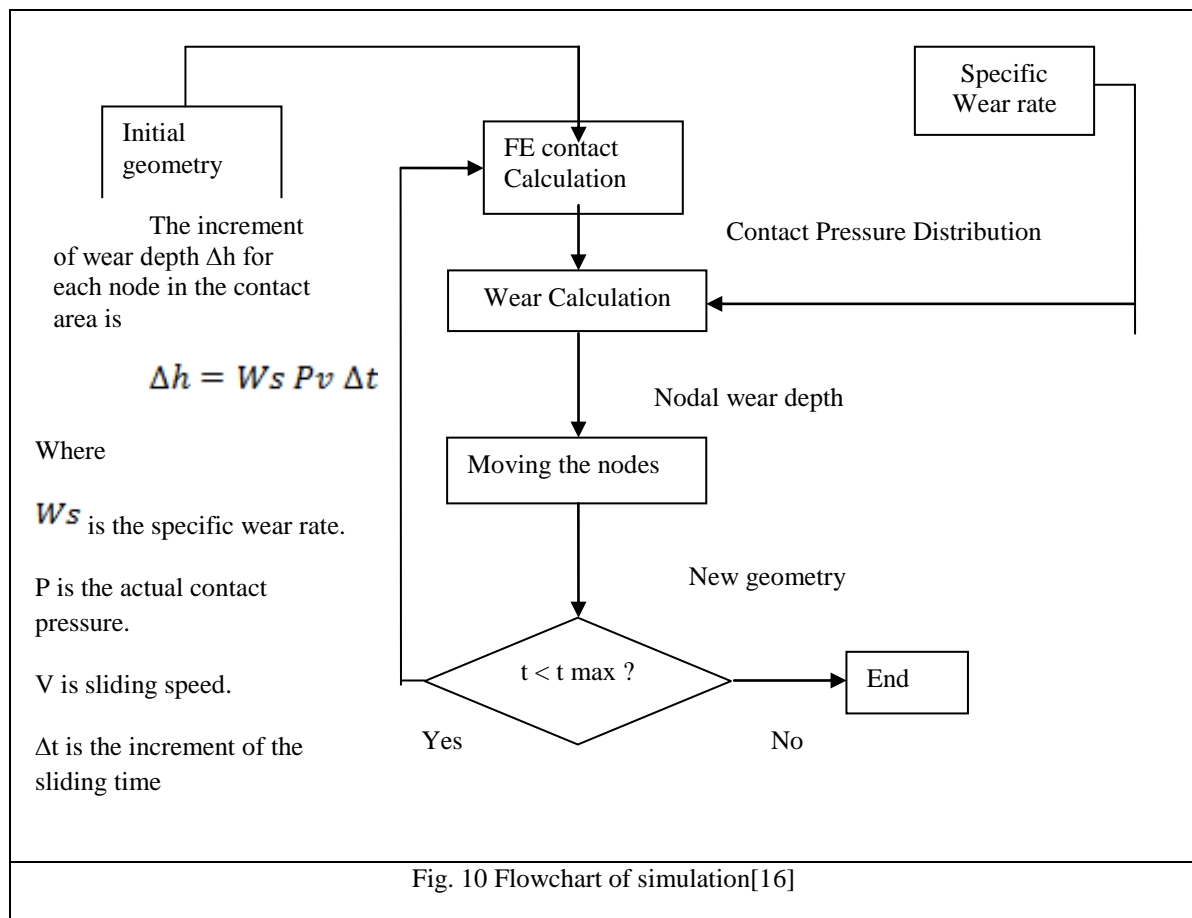 Initial
geometry
Specific
Wear rate
FE contact
Calculation
The increment
of wear depth Δh for
each node in the contact
area is
Δh = Ws Pv Δt
Contact Pressure Distribution
Wear Calculation
Nodal wear depth
Where
Moving the nodes
Ws is the specific wear rate.
New geometry
P is the actual contact
pressure.
t < t max ?
End
V is sliding speed.
Yes
No
Δt is the increment of the
sliding time
Fig. 10 Flowchart of simulation[16]